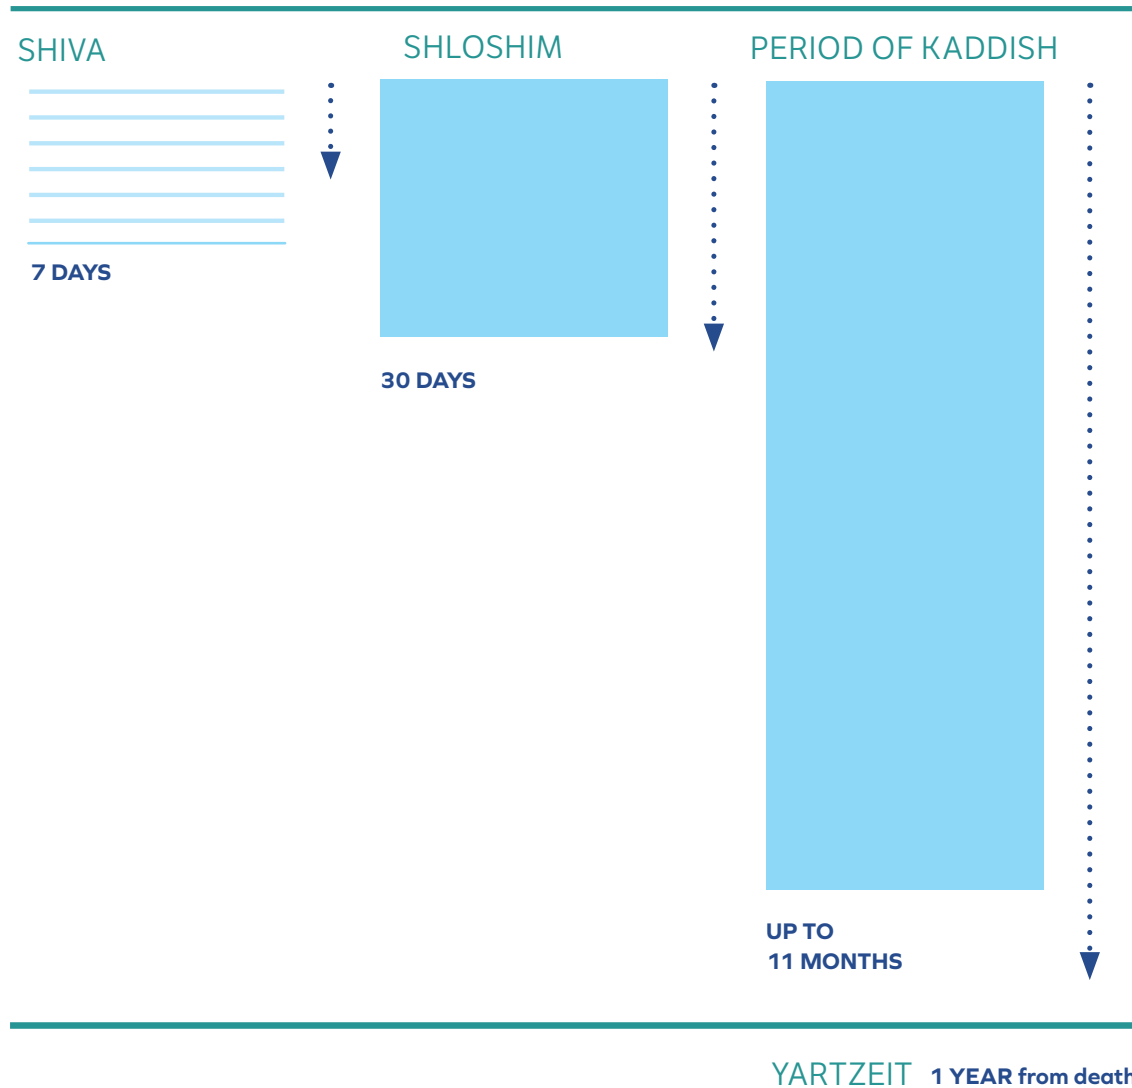 SHIVA
SHLOSHIM
PERIOD OF KADDISH
7 DAYS
30 DAYS
UP TO
11 MONTHS
YARTZEIT 1 YEAR from death